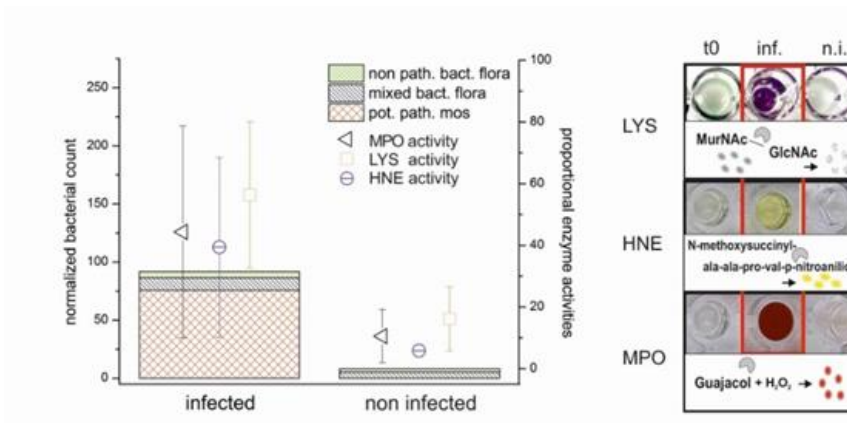 250
200
150
100
50
0
normalized bacterial count
non path. bact. flora
mixed bact. flora
pot. path. mos
MPO activity
LYS activity
HNE activity
100
80
60
40
20
0
proportional enzyme activities
infected
non infected
t0 inf. n.i.
LYS
MurNAc
GlcNAc
HNE
N-methoxysuccinyl-
ala-ala-pro-val-p-nitroanilid
MPO
Guajacol + H₂O₂